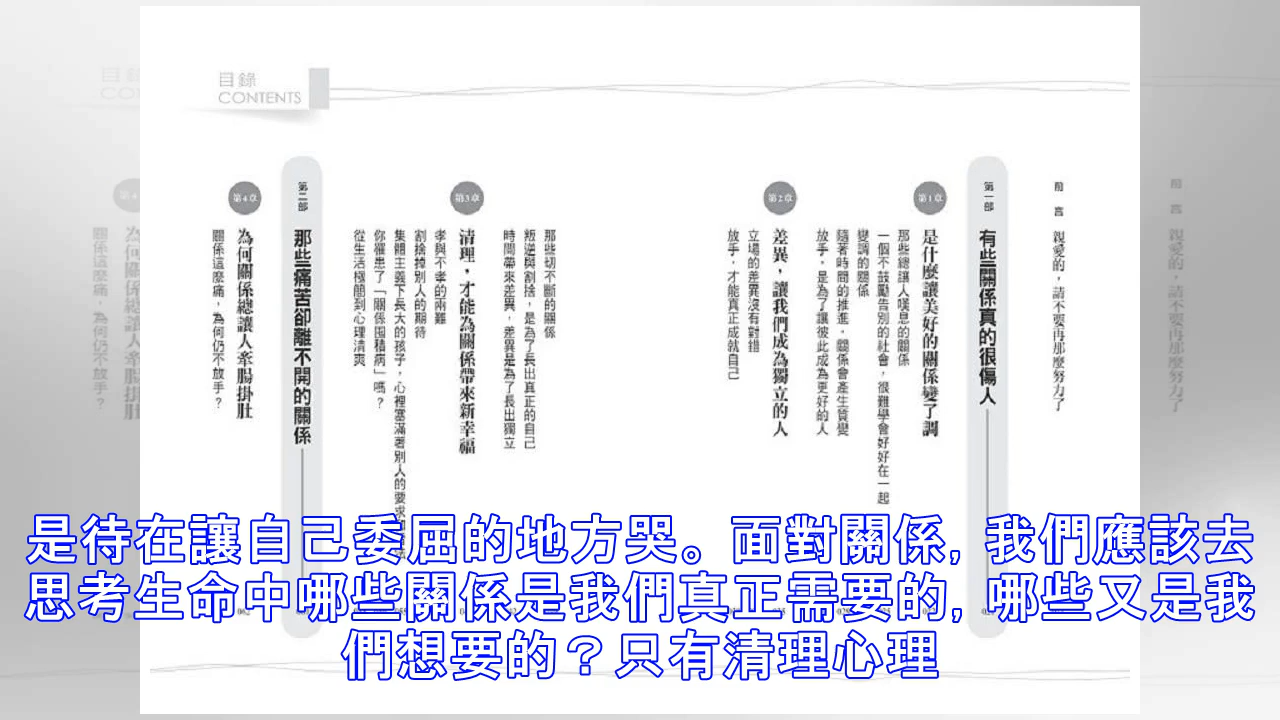 目錄
CONTENTS
前言 親愛的,請不要再那麼努力了
第一部 有些關係真的很傷人
第1章 是什麼讓美好的關係變了調
那些總讓人嘆息的關係
一個不鼓勵告別的社會,很難學會好好在一起
變調的關係
隨著時間的推進,關係會產生質變
放手,是為了讓彼此成為更好的人
第2章 差異,讓我們成為獨立的人
立場的差異沒有對錯
放手,才能真正成就自己
那些切不斷的關係
叛逆與割捨,是為了長出真正的自己
時間帶來差異,差異是為了長出獨立
第3章 清理,才能為關係帶來新幸福
孝與不孝的兩難
割捨掉別人的期待
集體主義下長大的孩子,心裡塞滿著別人的要求
你罹患了「關係囤積病」嗎?
從生活極簡到心理清爽
第二部 那些痛苦卻離不開的關係
第4章 為何關係總讓人牽腸掛肚
關係這麼痛,為何仍不放手?
是待在讓自己委屈的地方哭。面對關係,我們應該去
思考生命中哪些關係是我們真正需要的,哪些又是我
們想要的?只有清理心理